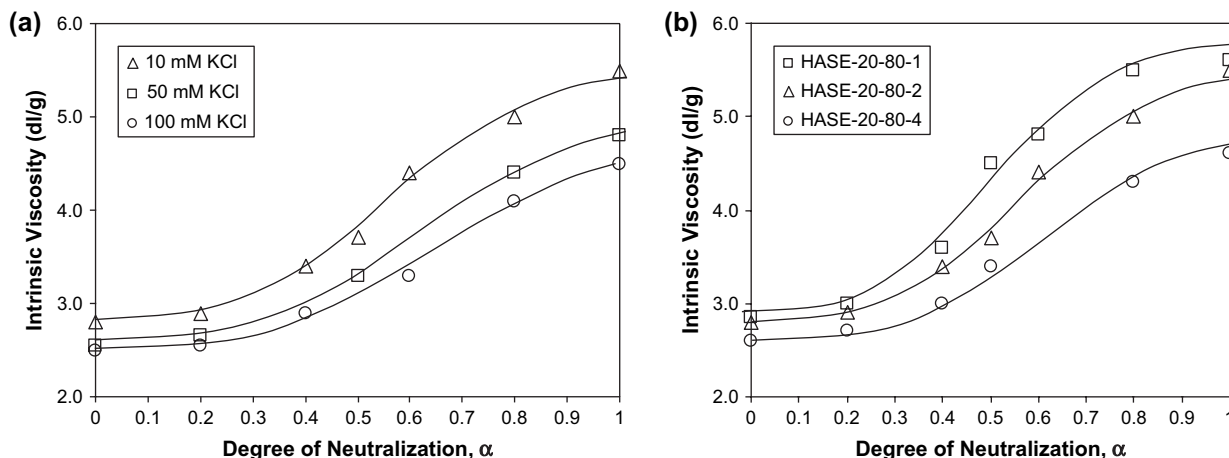 (a)
Intrinsic Viscosity (dl/g)
6.0
5.0
4.0
3.0
2.0
10 mM KCl
50 mM KCl
100 mM KCl
0 0.1 0.2 0.3 0.4 0.5 0.6 0.7 0.8 0.9 1
Degree of Neutralization, α
(b)
Intrinsic Viscosity (dl/g)
6.0
5.0
4.0
3.0
2.0
HASE-20-80-1
HASE-20-80-2
HASE-20-80-4
0 0.1 0.2 0.3 0.4 0.5 0.6 0.7 0.8 0.9 1
Degree of Neutralization, α